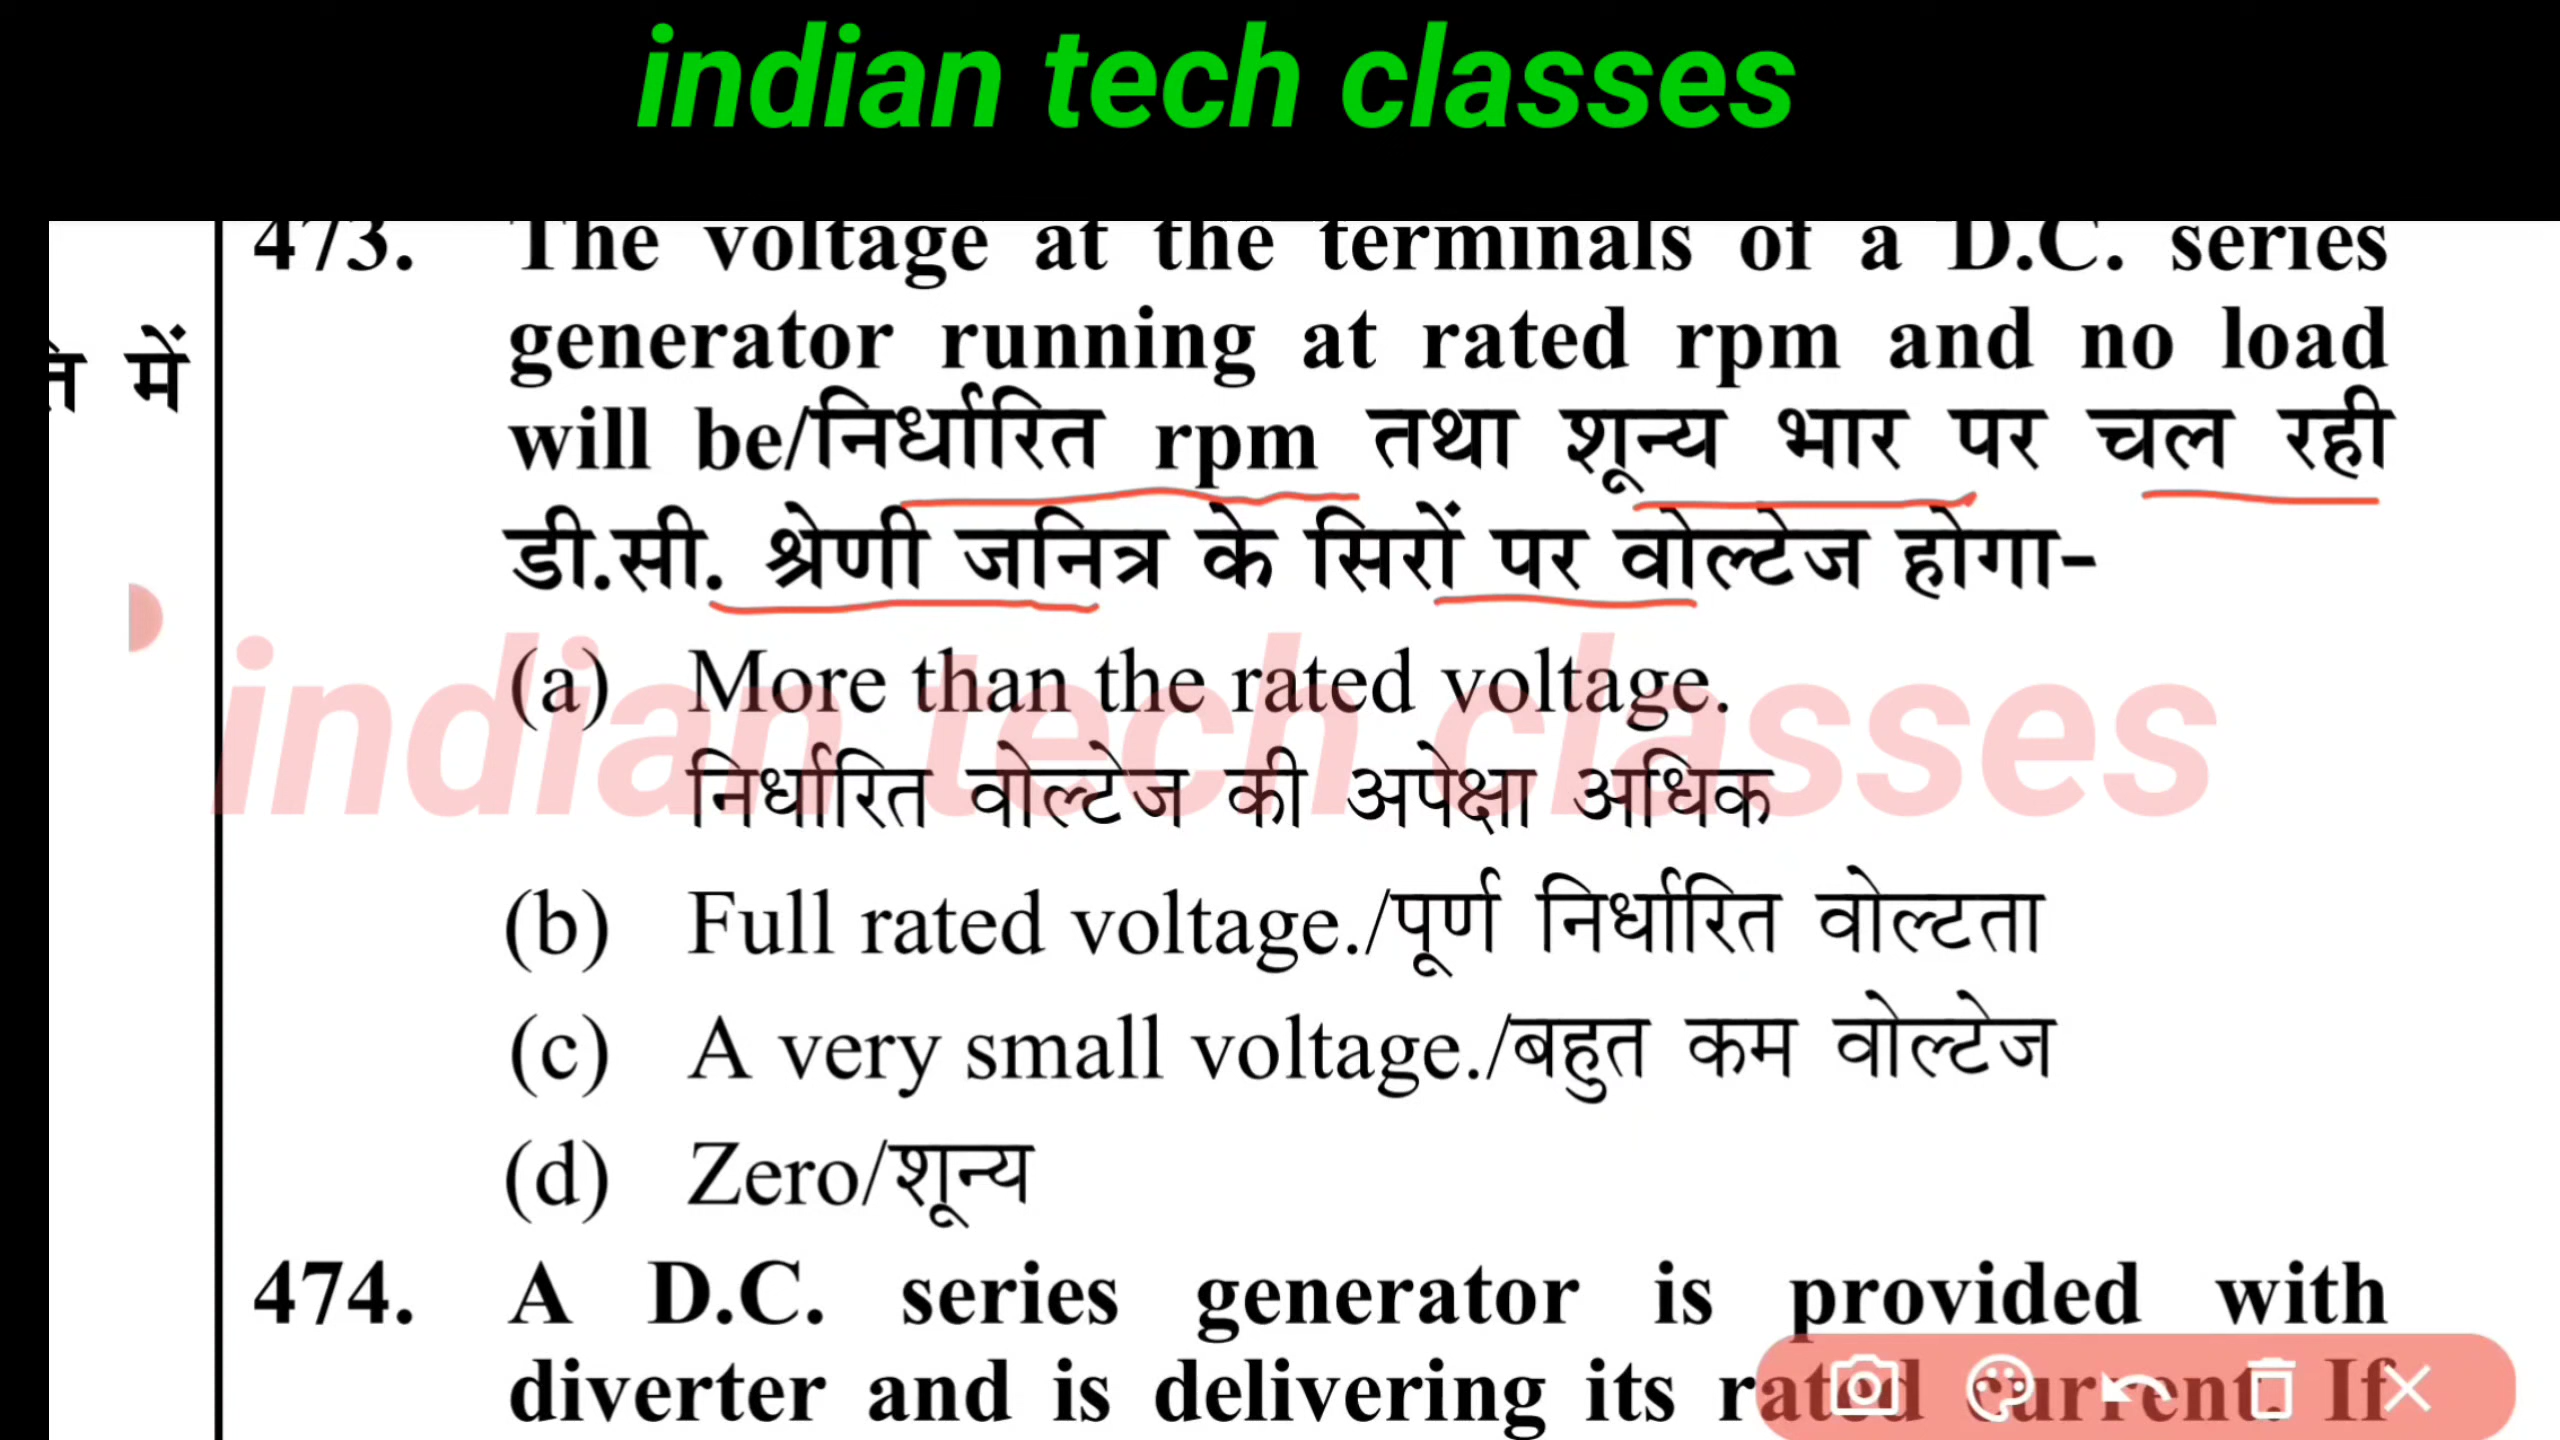 indian tech classes
473. The voltage at the terminals of a D.C. series
generator running at rated rpm and no load
will be/निर्धारित rpm तथा शून्य भार पर चल रही
में
डी.सी. श्रेणी जनित्र के सिरों पर वोल्टेज होगा-
indian tech classes
(a) More than the rated voltage.
निर्धारित वोल्टेज की अपेक्षा अधिक
(b) Full rated voltage./पूर्ण निर्धारित वोल्टता
(c) A very small voltage./बहुत कम वोल्टेज
(d) Zero/शून्य
474. A D.C. series generator is provided with
diverter and is delivering its rated current. If